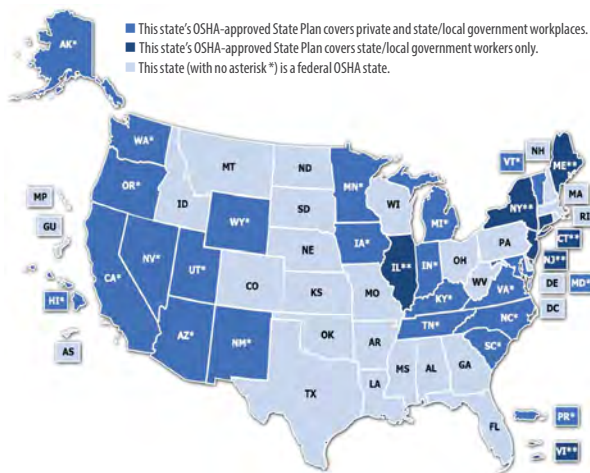 This state's OSHA-approved State Plan covers private and state/local government workplaces.
This state's OSHA-approved State Plan covers state/local government workers only.
This state (with no asterisk *) is a federal OSHA state.
AK*
WA*
MT
ND
MN*
VT*
NH
ME**
OR*
ID
WY*
SD
WI
MI*
NY**
MA
RI
MP
GU
NV*
UT*
NE
IA*
IL**
IN*
OH
PA
CT**
NJ**
CA*
CO
KS
MO
KY*
WV
VA*
DE
MD*
DC
HI*
AS
AZ*
NM*
OK
AR
TN*
NC*
SC*
TX
LA
MS
AL
GA
FL
PR*
VI**